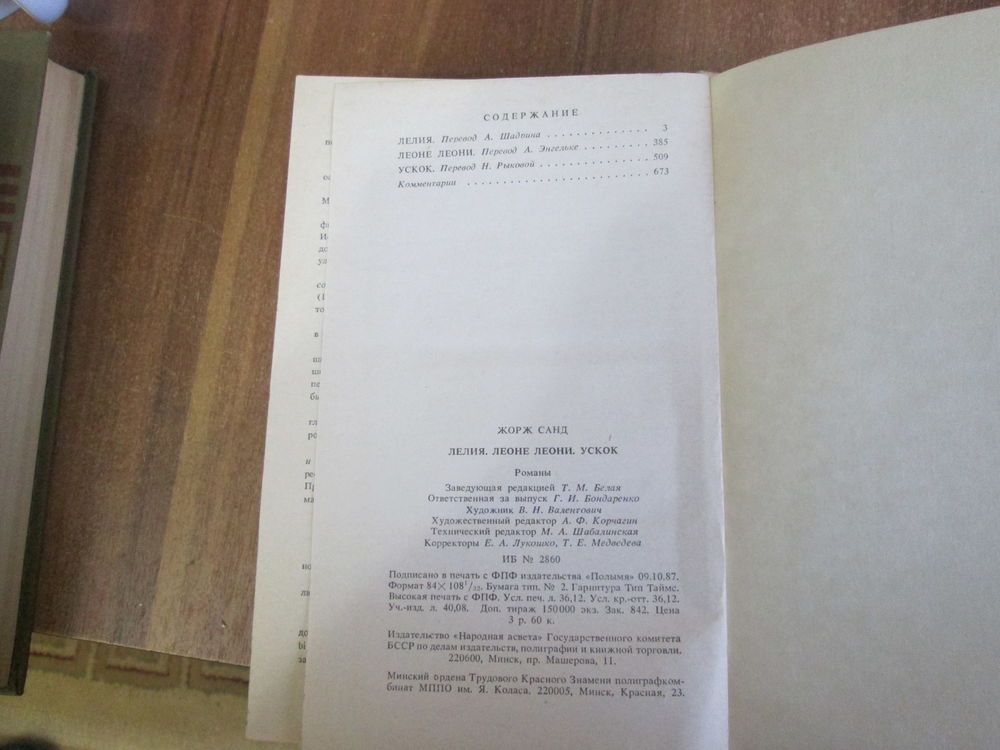 СОДЕРЖАНИЕ
ЛЕЛИЯ. Перевод А. Шадрина . . . . . . . . . . . . . . 3
ЛЕОНЕ ЛЕОНИ. Перевод А. Энгельке . . . . . . . . . 385
УСКОК. Перевод Н. Рыковой . . . . . . . . . . . . . . . 509
Комментарии . . . . . . . . . . . . . . . . . . . . . . . . . 673
ЖОРЖ САНД
ЛЕЛИЯ. ЛЕОНЕ ЛЕОНИ. УСКОК
Романы
Заведующая редакцией Т. М. Белая
Ответственная за выпуск Г. И. Бондаренко
Художник В. Н. Валентович
Художественный редактор А. Ф. Корчагин
Технический редактор М. А. Шабалинская
Корректоры Е. А. Лукошко, Т. Е. Медведева
ИБ № 2860
Подписано в печать с ФПФ издательства «Полымя» 09.10.87.
Формат 84×108¹/₃₂. Бумага тип. № 2. Гарнитура Тип Таймс.
Высокая печать с ФПФ. Усл. печ. л. 36,12. Усл. кр.-отт. 36,12.
Уч.-изд. л. 40,08. Доп. тираж 150000 экз. Зак. 842. Цена
3 р. 60 к.
Издательство «Народная асвета» Государственного комитета
БССР по делам издательств, полиграфии и книжной торговли.
220600, Минск, пр. Машерова, 11.
Минский ордена Трудового Красного Знамени полиграфком-
бинат МППО им. Я. Коласа. 220005, Минск, Красная, 23.